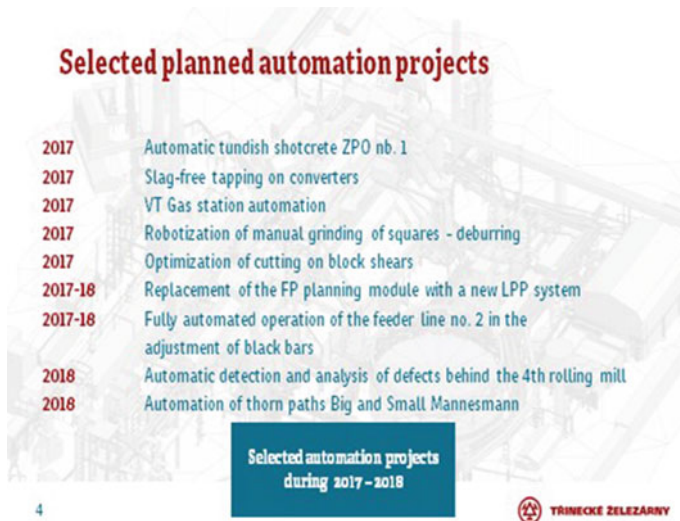 Selected planned automation projects
2017 Automatic tundish shotcrete ZPO nb. 1
2017 Slag-free tapping on converters
2017 VT Gas station automation
2017 Robotization of manual grinding of squares - deburring
2017 Optimization of cutting on block shears
2017-18 Replacement of the FP planning module with a new LPP system
2017-18 Fully automated operation of the feeder line no. 2 in the
adjustment of black bars
2018 Automatic detection and analysis of defects behind the 4th rolling mill
2018 Automation of thorn paths Big and Small Mannesmann
Selected automation projects
during 2017 – 2018
4
TŘINECKÉ ŽELEZÁRNY